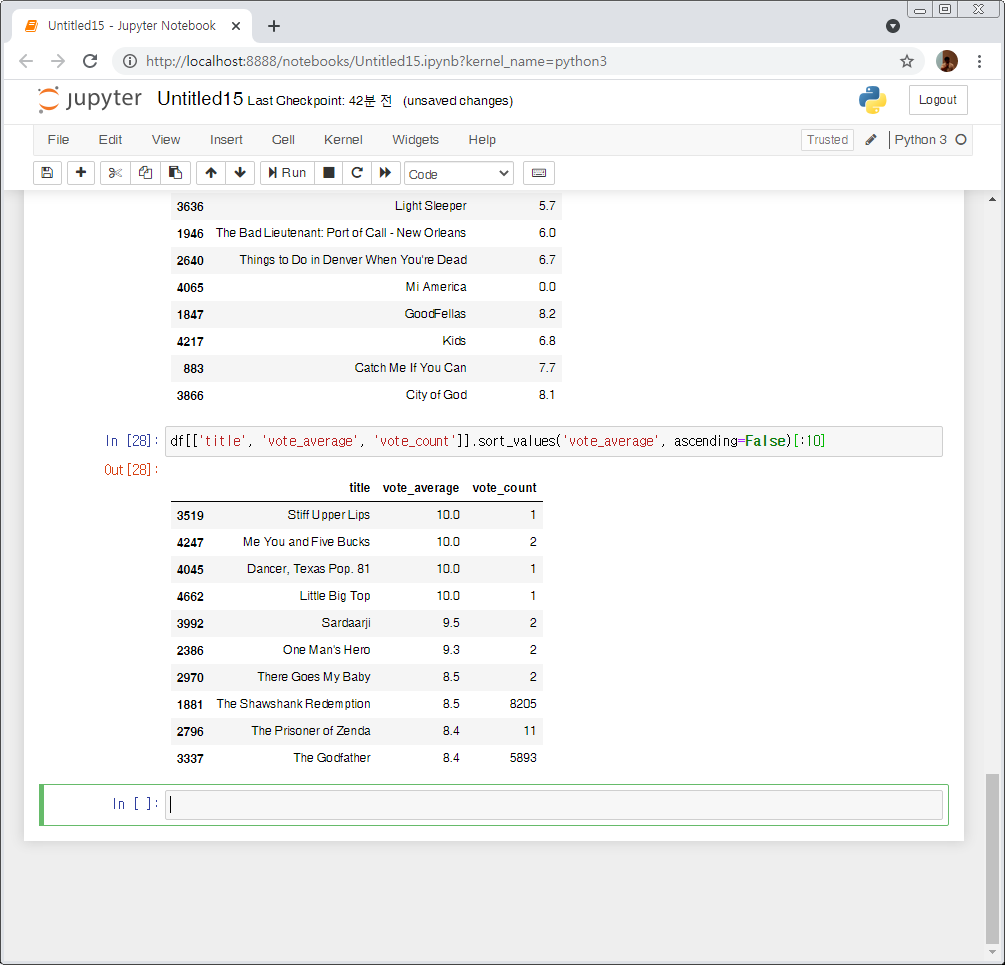 Untitled15 - Jupyter Notebook
http://localhost:8888/notebooks/Untitled15.ipynb?kernel_name=python3
jupyter Untitled15 Last Checkpoint: 42분 전 (unsaved changes) Logout
File Edit View Insert Cell Kernel Widgets Help Trusted Python 3
Run Code
3636 Light Sleeper 5.7
1946 The Bad Lieutenant: Port of Call - New Orleans 6.0
2640 Things to Do in Denver When You're Dead 6.7
4065 Mi America 0.0
1847 GoodFellas 8.2
4217 Kids 6.8
883 Catch Me If You Can 7.7
3866 City of God 8.1
In [28]: df[['title', 'vote_average', 'vote_count']].sort_values('vote_average', ascending=False)[:10]
Out[28]:
title vote_average vote_count
3519 Stiff Upper Lips 10.0 1
4247 Me You and Five Bucks 10.0 2
4045 Dancer, Texas Pop. 81 10.0 1
4662 Little Big Top 10.0 1
3992 Sardaarji 9.5 2
2386 One Man's Hero 9.3 2
2970 There Goes My Baby 8.5 2
1881 The Shawshank Redemption 8.5 8205
2796 The Prisoner of Zenda 8.4 11
3337 The Godfather 8.4 5893
In [ ]: